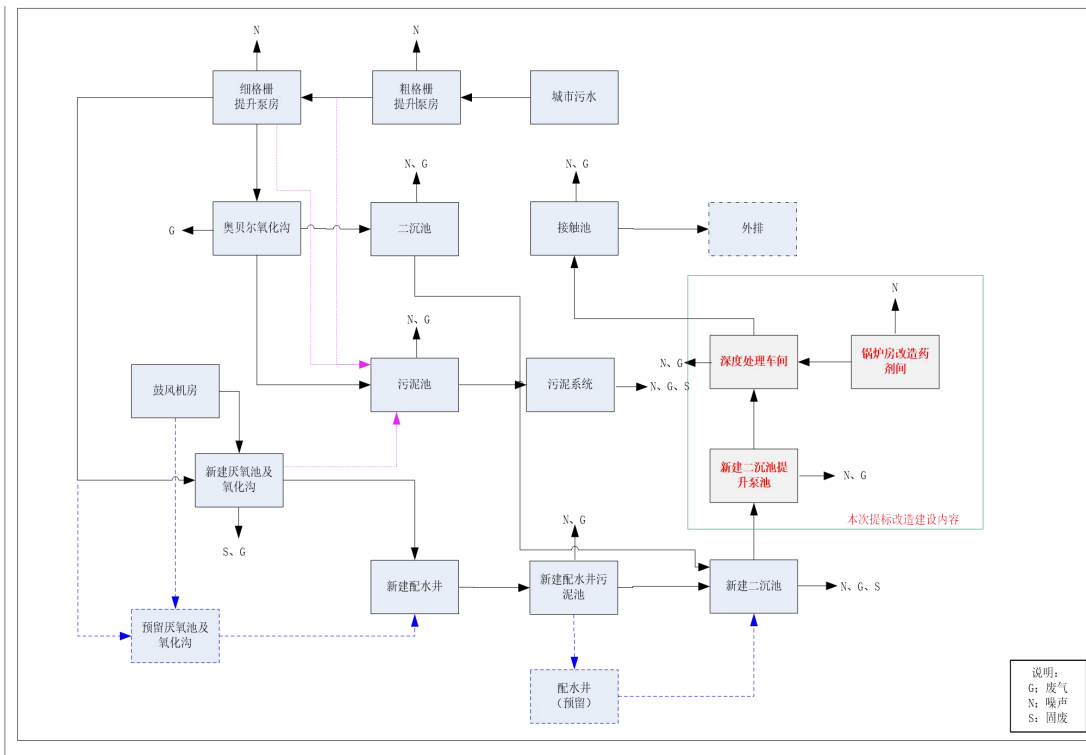 N
N
细格栅
提升泵房
粗格栅
提升泵房
城市污水
N、G
N、G
G
奥贝尔氧化沟
二沉池
接触池
外排
N、G
N
鼓风机房
污泥池
污泥系统
N、G、S
N、G
深度处理车间
锅炉房改造药
剂间
新建厌氧池及
氧化沟
新建二沉池提
升泵池
N、G
本次提标改造建设内容
S、G
N、G
新建配水井
新建配水井污
泥池
新建二沉池
N、G、S
预留厌氧池及
氧化沟
配水井
（预留）
说明：
G：废气
N：噪声
S：固废